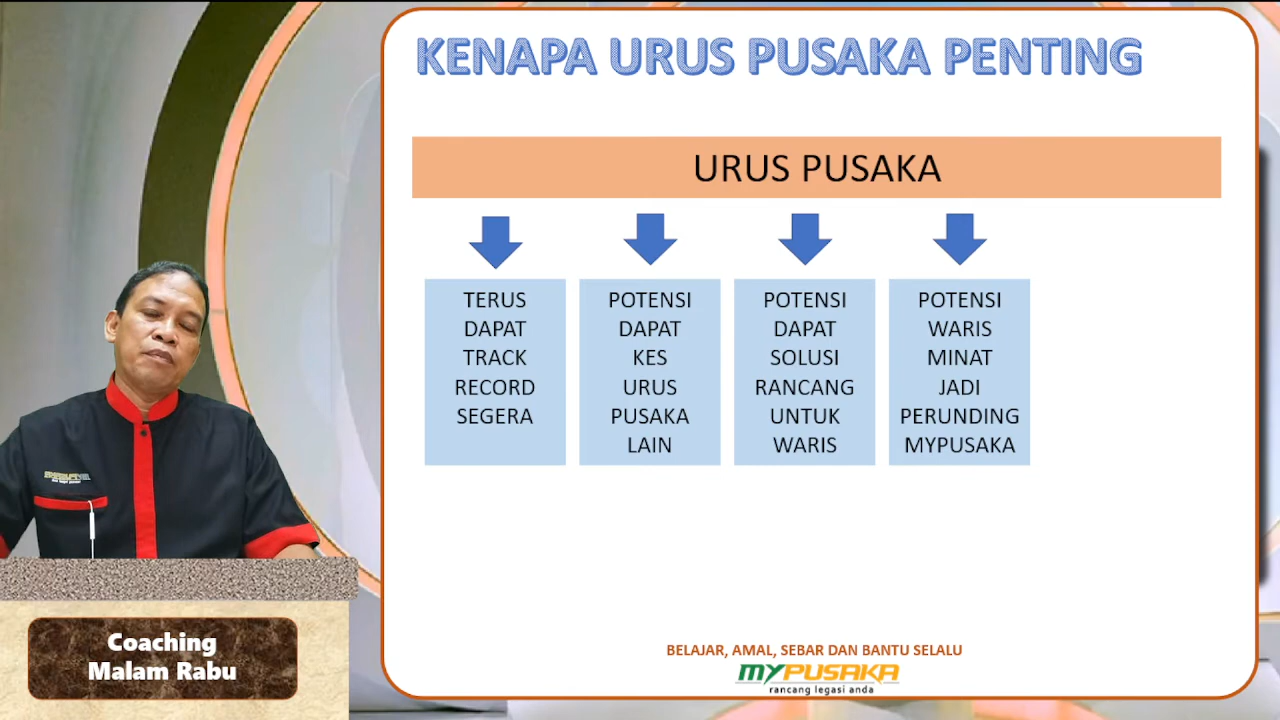 KENAPA URUS PUSAKA PENTING
URUS PUSAKA
TERUS
DAPAT
TRACK
RECORD
SEGERA
POTENSI
DAPAT
KES
URUS
PUSAKA
LAIN
POTENSI
DAPAT
SOLUSI
RANCANG
UNTUK
WARIS
POTENSI
WARIS
MINAT
JADI
PERUNDING
MYPUSAKA
Coaching
Malam Rabu
BELAJAR, AMAL, SEBAR DAN BANTU SELALU
MYPUSAKA
rancang legasi anda